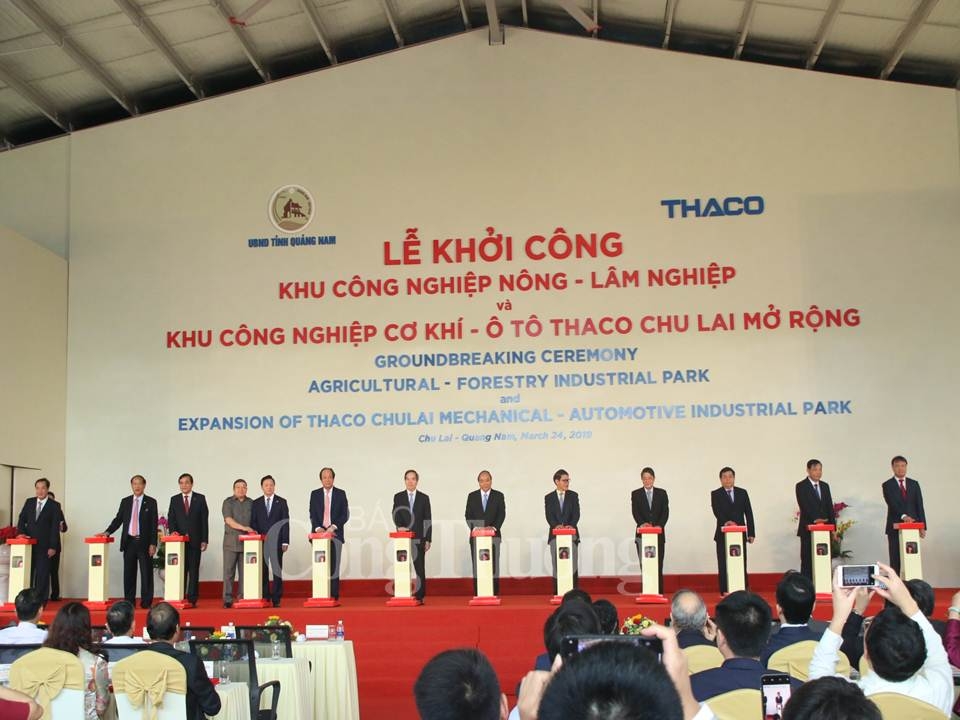 UBND TỈNH QUẢNG NAM
THACO
LỄ KHỞI CÔNG
KHU CÔNG NGHIỆP NÔNG - LÂM NGHIỆP
và
KHU CÔNG NGHIỆP CƠ KHÍ - Ô TÔ THACO CHU LAI MỞ RỘNG
GROUNDBREAKING CEREMONY
AGRICULTURAL - FORESTRY INDUSTRIAL PARK
and
EXPANSION OF THACO CHULAI MECHANICAL - AUTOMOTIVE INDUSTRIAL PARK
Chu Lai - Quang Nam, March 24, 2019
BÁO
Công Thương